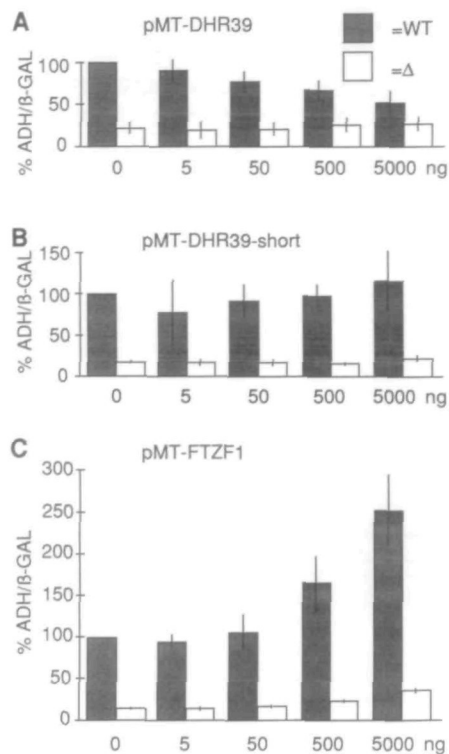 A pMT-DHR39 =WT
=Δ
% ADH/ß-GAL
100
50
0
0 5 50 500 5000 ng
B pMT-DHR39-short
% ADH/ß-GAL
150
100
50
0
0 5 50 500 5000 ng
C pMT-FTZF1
% ADH/ß-GAL
300
250
200
150
100
50
0
0 5 50 500 5000 ng